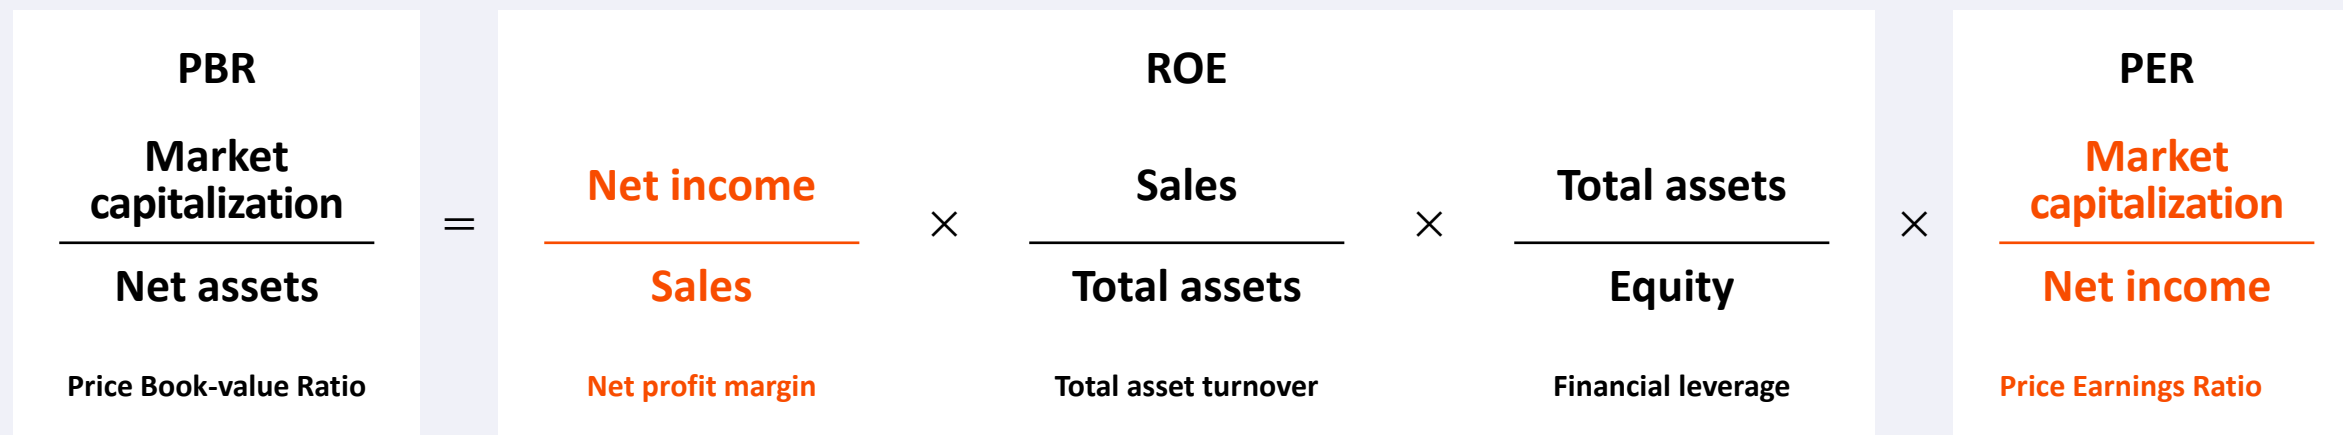 PBR
Market
capitalization
Net assets
Price Book-value Ratio
=
ROE
Net income
Sales
Net profit margin
×
Sales
Total assets
Total asset turnover
×
Total assets
Equity
Financial leverage
×
PER
Market
capitalization
Net income
Price Earnings Ratio